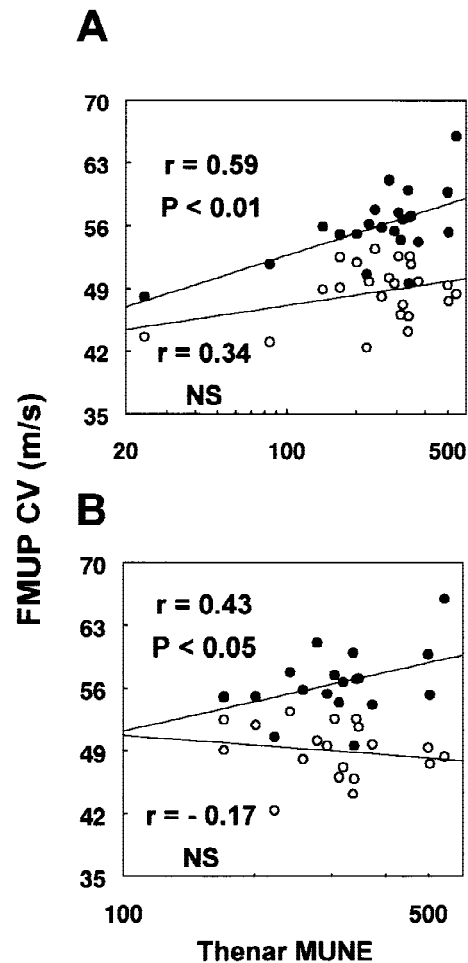 A
70
63
56
49
42
35
r = 0.59
P < 0.01
r = 0.34
NS
20 100 500
FMUP CV (m/s)
B
70
63
56
49
42
35
r = 0.43
P < 0.05
r = - 0.17
NS
100 500
Thenar MUNE